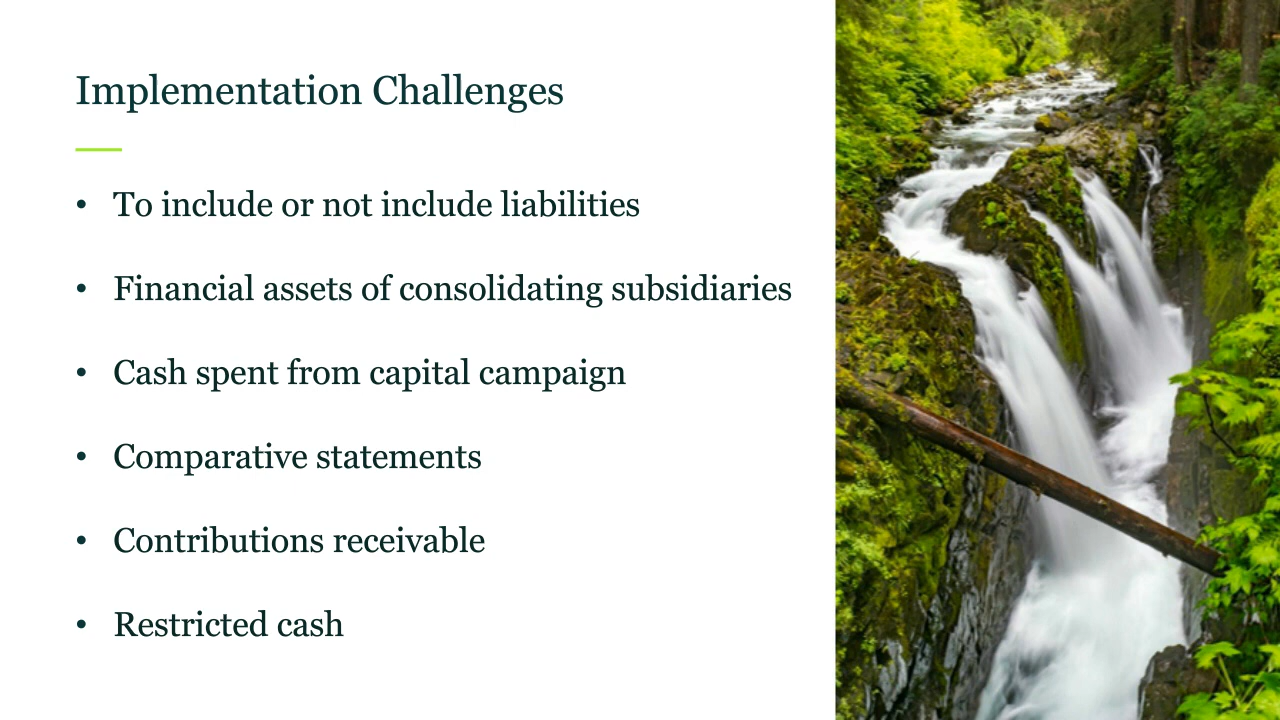 Implementation Challenges
• To include or not include liabilities
• Financial assets of consolidating subsidiaries
• Cash spent from capital campaign
• Comparative statements
• Contributions receivable
• Restricted cash